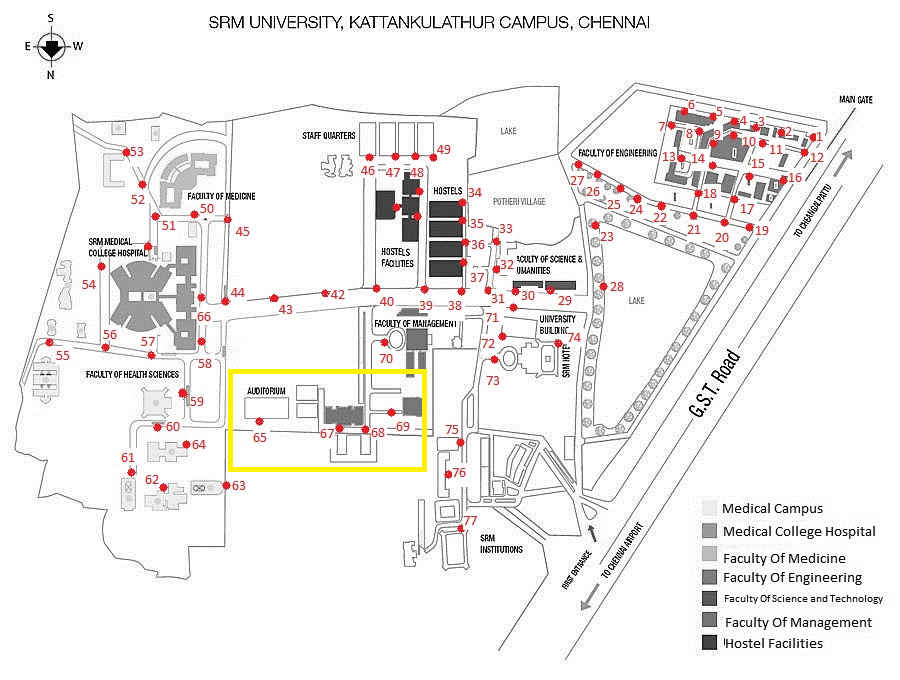 SRM UNIVERSITY, KATTANKULATHUR CAMPUS, CHENNAI
S
E W
N
MAIN GATE
6
5
4
3
2
1
7
8
9
10
11
12
STAFF QUARTERS
LAKE
FACULTY OF ENGINEERING
53
49
46
47
48
13
14
15
16
27
26
25
24
22
18
17
21
20
19
TO CHEANGALPATTU
52
FACULTY OF MEDICINE
50
51
45
HOSTELS
34
POTHERI VILLAGE
35
33
23
SRM MEDICAL
COLLEGE HOSPITAL
HOSTELS
FACILITIES
36
32
FACULTY OF SCIENCE &
UMANITIES
37
54
66
44
43
42
40
39
38
31
30
29
28
LAKE
71
FACULTY OF MANAGEMENT
UNIVERSITY
BUILDING
74
72
SRM HOTEL
56
57
58
55
70
73
FACULTY OF HEALTH SCIENCES
G.S.T. Road
AUDITORIUM
59
65
67
68
69
60
64
75
61
62
63
76
77
SRM
INSTITUTIONS
FIRST ENTRANCE
TO CHENNAI AIRPORT
Medical Campus
Medical College Hospital
Faculty Of Medicine
Faculty Of Engineering
Faculty Of Science and Technology
Faculty Of Management
Hostel Facilities